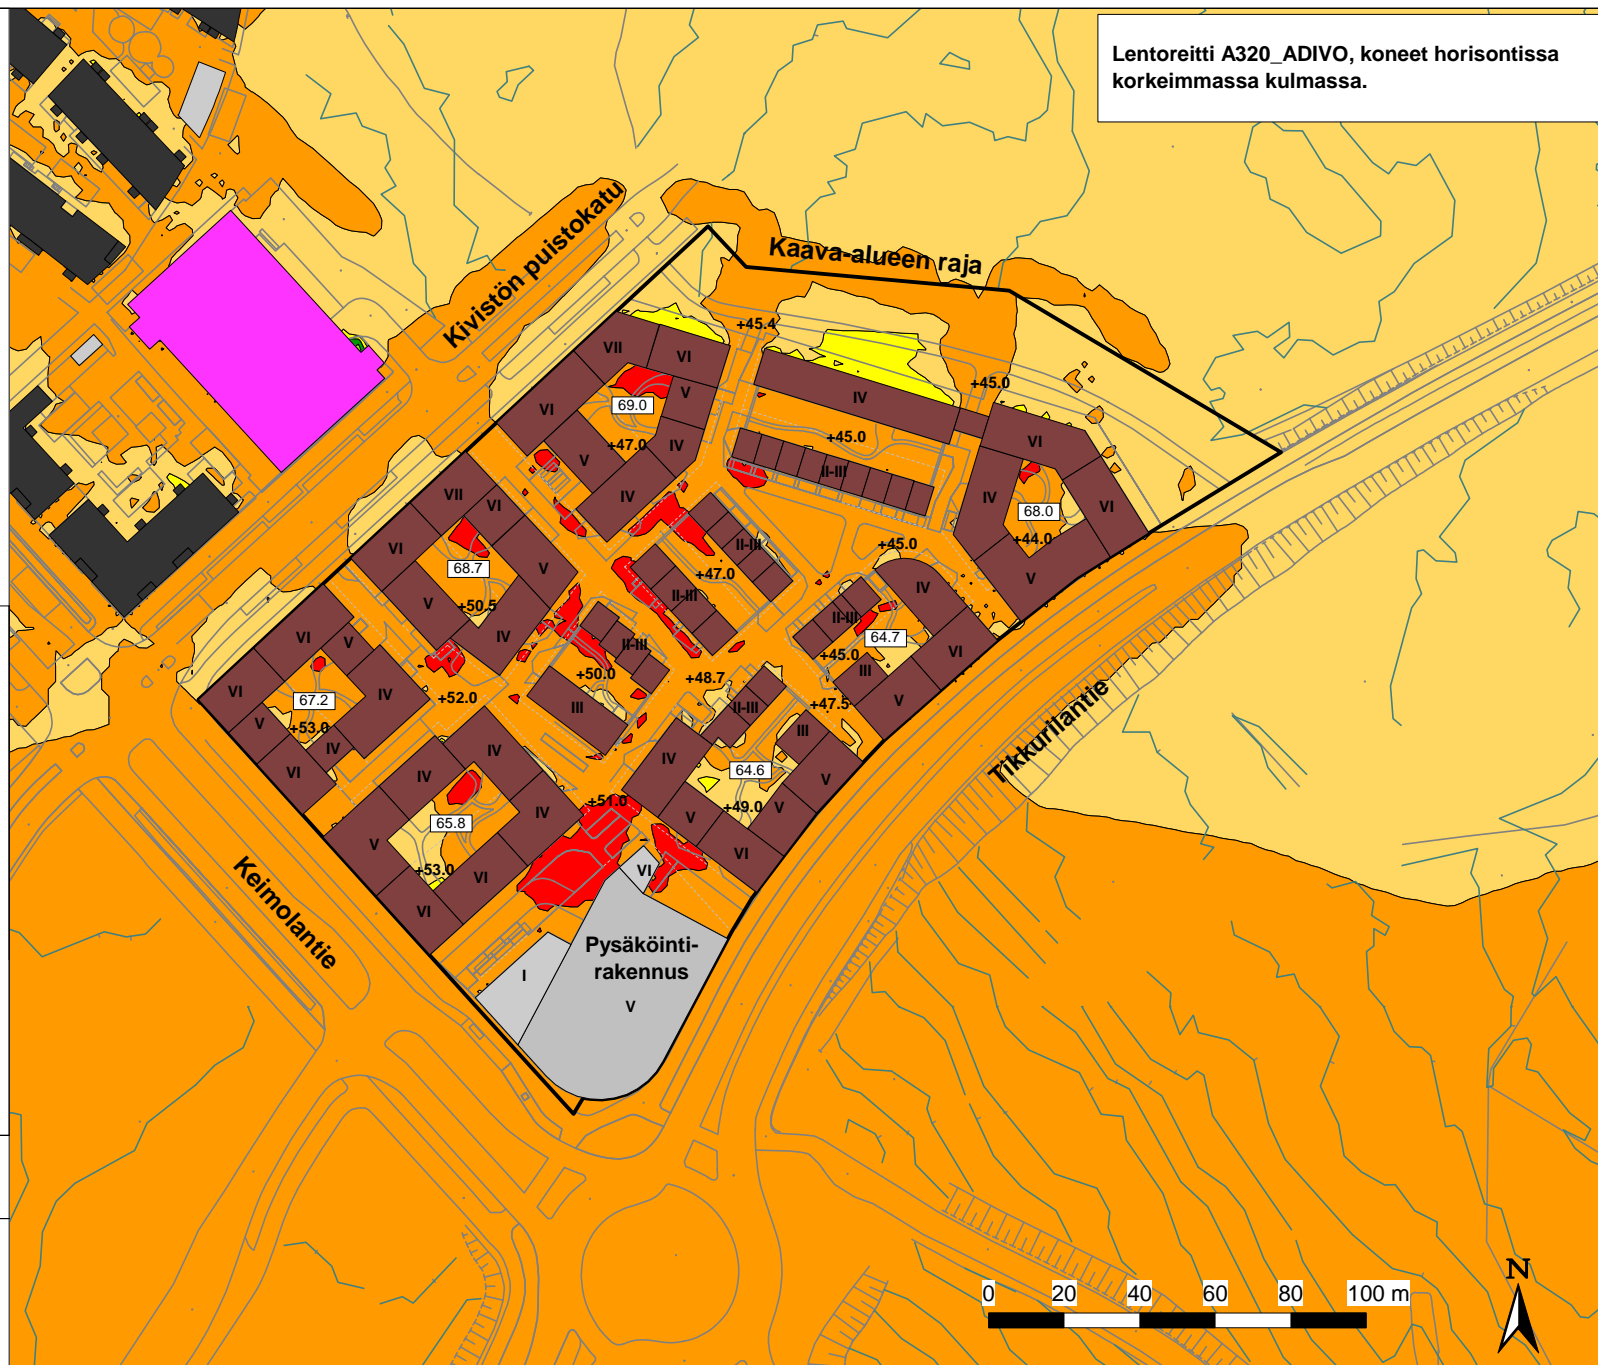 Lentoreitti A320_ADIVO, koneet horisontissa
korkeimmassa kulmassa.
Kivistön puistokatu
Kaava-alueen raja
+45.4
VII
VI
V
69.0
VI
+47.0
IV
V
IV
IV
+45.0
+45.0
II-III
VI
IV
VI
68.0
+44.0
V
VII
VI
VI
68.7
V
V
+50.5
IV
II-III
+47.0
II-III
+45.0
IV
II-III
64.7
+45.0
VI
III
V
VI
V
VI
67.2
IV
V
+53.0
IV
VI
+52.0
II-III
+50.0
III
+48.7
II-III
+47.5
III
IV
64.6
V
+49.0
V
V
VI
IV
IV
65.8
IV
V
+53.0
VI
VI
+51.0
VI
Tikkurilantie
Keimolantie
Pysäköinti-
rakennus
I
V
0 20 40 60 80 100 m
N